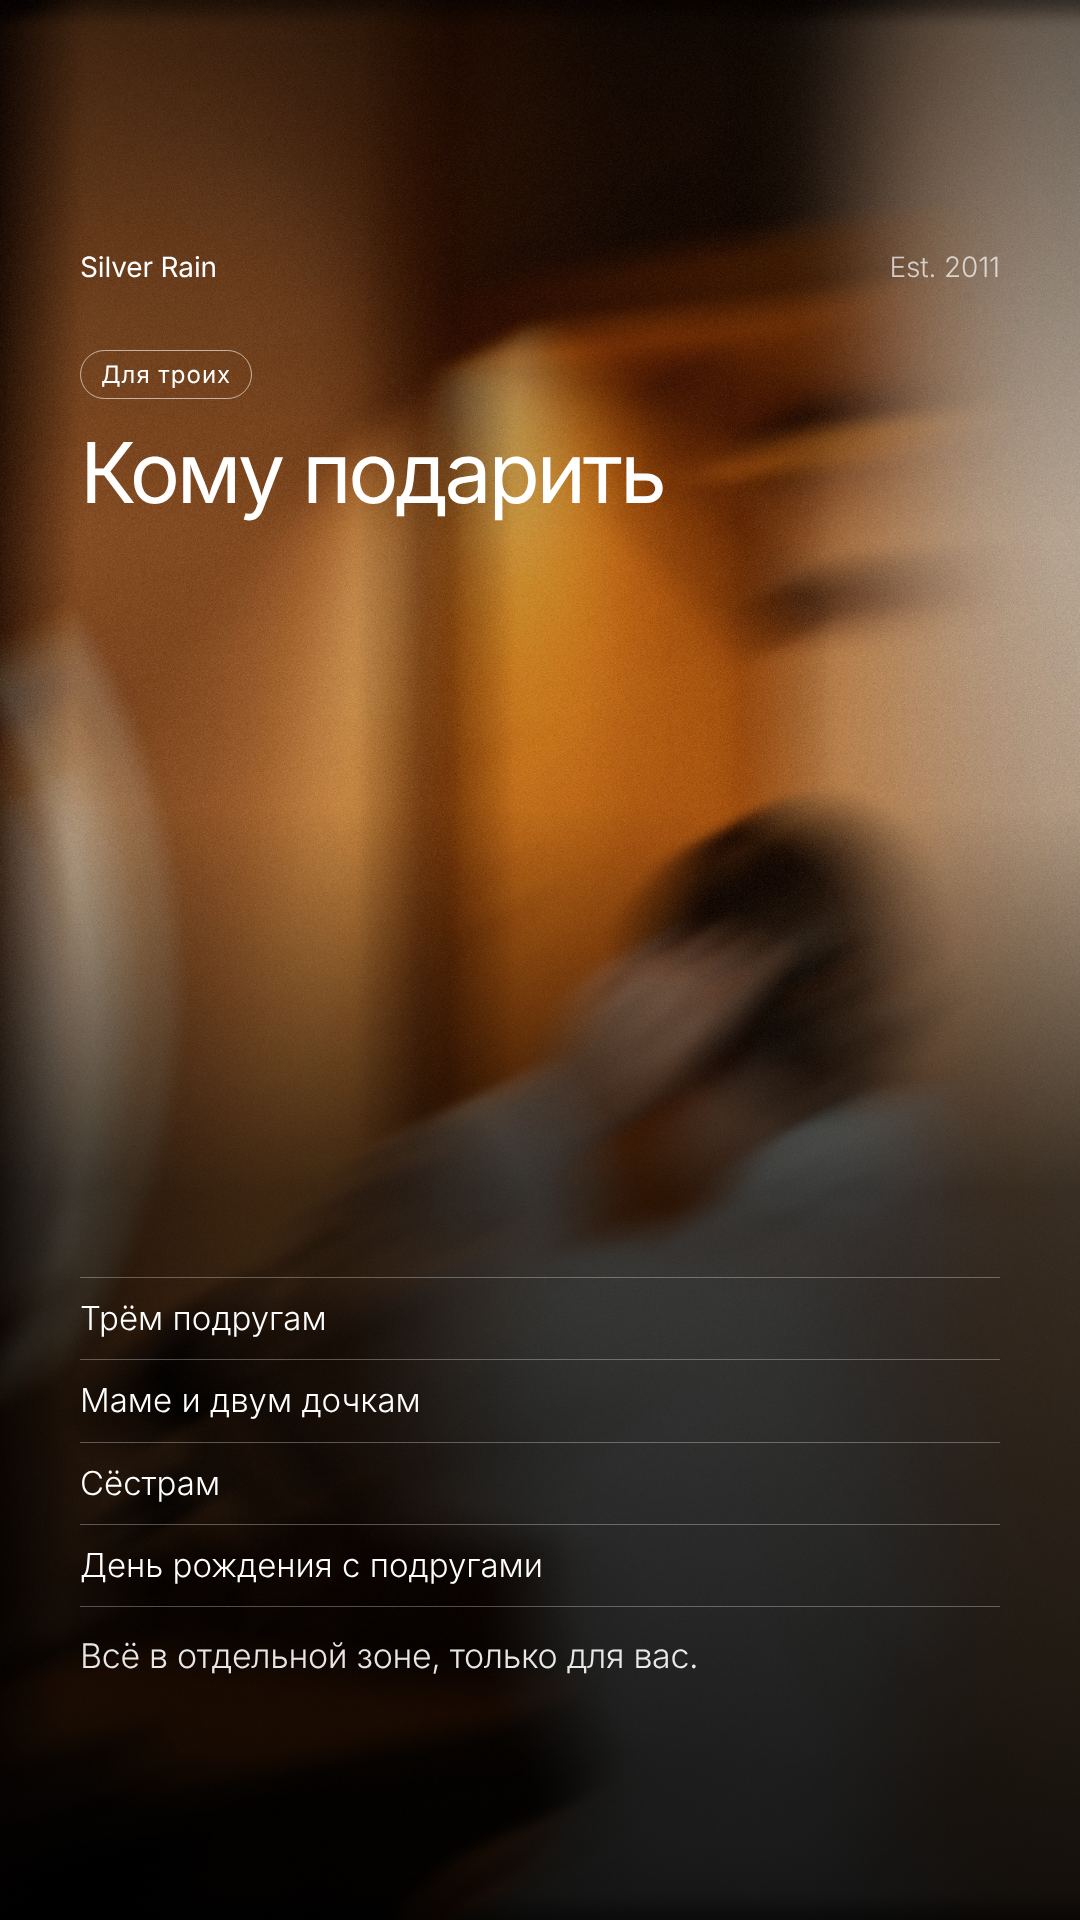 Silver Rain
Est. 2011
Для троих
Кому подарить
Трём подругам
Маме и двум дочкам
Сёстрам
День рождения с подругами
Всё в отдельной зоне, только для вас.